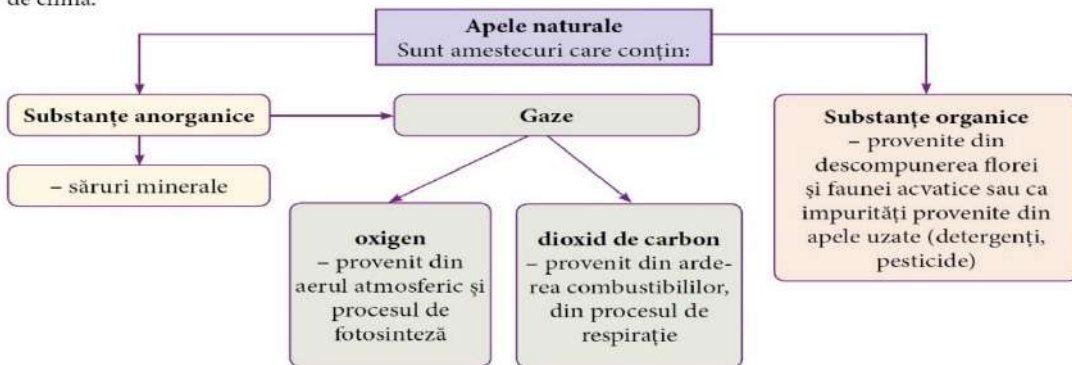 de climă.
Apele naturale
Sunt amestecuri care conțin:
Substanțe anorganice
– săruri minerale
Gaze
oxigen
– provenit din
aerul atmosferic și
procesul de
fotosinteză
dioxid de carbon
– provenit din arde-
rea combustibililor,
din procesul de
respirație
Substanțe organice
– provenite din
descompunerea florei
și faunei acvatice sau ca
impurități provenite din
apele uzate (detergenți,
pesticide)